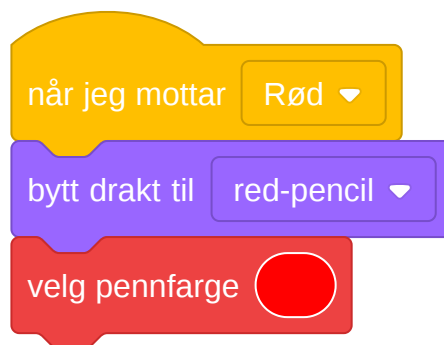 når jeg mottar Rød
bytt drakt til red-pencil
velg pennfarge